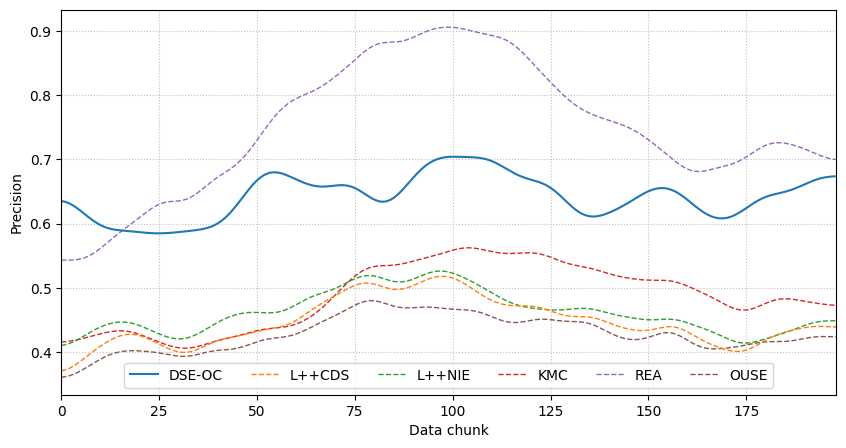 0.9
0.8
0.7
0.6
0.5
0.4
Precision
DSE-OC L++CDS L++NIE KMC REA OUSE
0 25 50 75 100 125 150 175
Data chunk